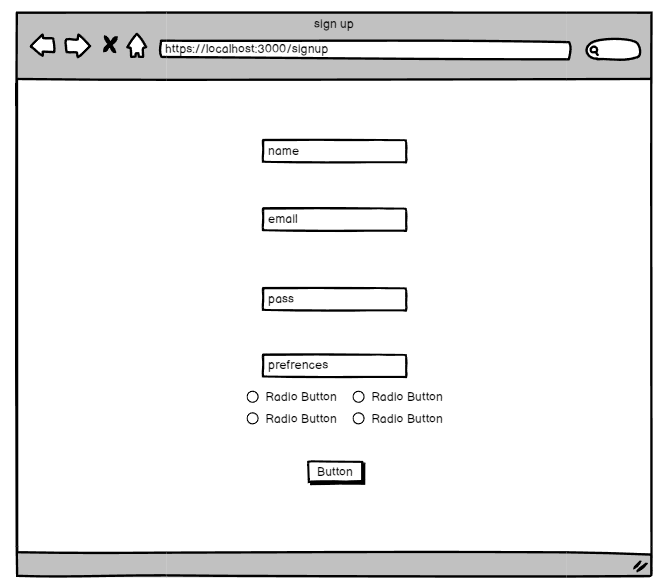 sign up
https://localhost:3000/signup
name
email
pass
prefrences
Radio Button Radio Button
Radio Button Radio Button
Button